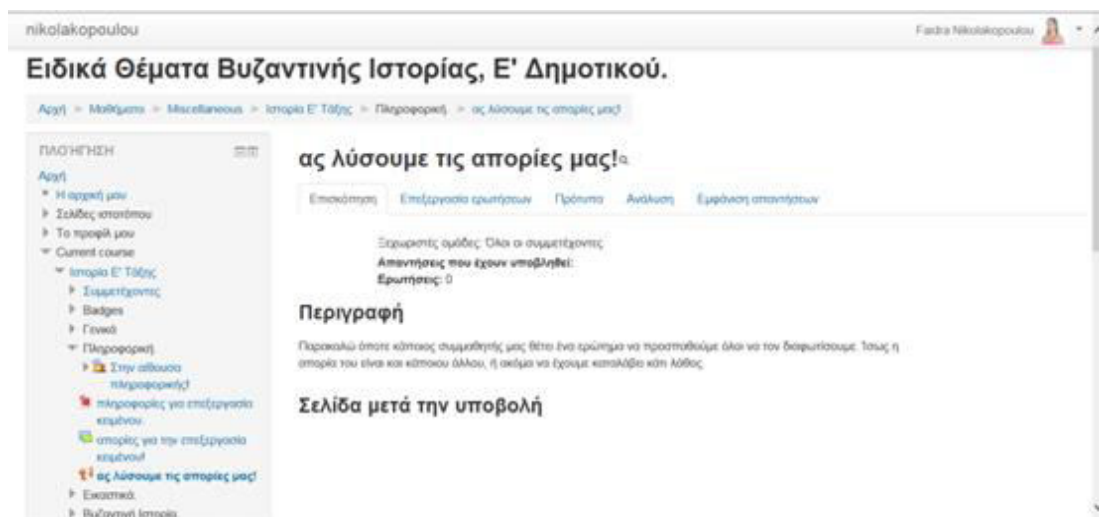 nikolakopoulou
Faidra Nikolakopoulou
Ειδικά Θέματα Βυζαντινής Ιστορίας, Ε' Δημοτικού.
Αρχή Μαθήματα Miscellaneous Ιστορία Ε' Τάξης Πληροφορική ας λύσουμε τις απορίες μας!
ΠΛΟΉΓΗΣΗ
Αρχή
Η αρχική μου
Σελίδες ιστοτόπου
Το προφίλ μου
Current course
Ιστορία Ε' Τάξης
Συμμετέχοντες
Badges
Γενικά
Πληροφορική
Στην αίθουσα
πληροφορικής!
πληροφορίες για επεξεργασία
κειμένου.
απορίες για την επεξεργασία
κειμένου!
ας λύσουμε τις απορίες μας!
Εικαστικά.
Βυζαντινή Ιστορία.
ας λύσουμε τις απορίες μας!
Επισκόπηση Επεξεργασία ερωτήσεων Πρότυπα Ανάλυση Εμφάνιση απαντήσεων
Ξεχωριστές ομάδες: Όλοι οι συμμετέχοντες
Απαντήσεις που έχουν υποβληθεί:
Ερωτήσεις: 0
Περιγραφή
Παρακαλώ όποτε κάποιος συμμαθητής μας θέτει ένα ερώτημα να προσπαθούμε όλοι να τον διαφωτίσουμε. Ίσως η
απορία του είναι και κάποιου άλλου, ή ακόμα να έχουμε καταλάβει κάτι λάθος.
Σελίδα μετά την υποβολή